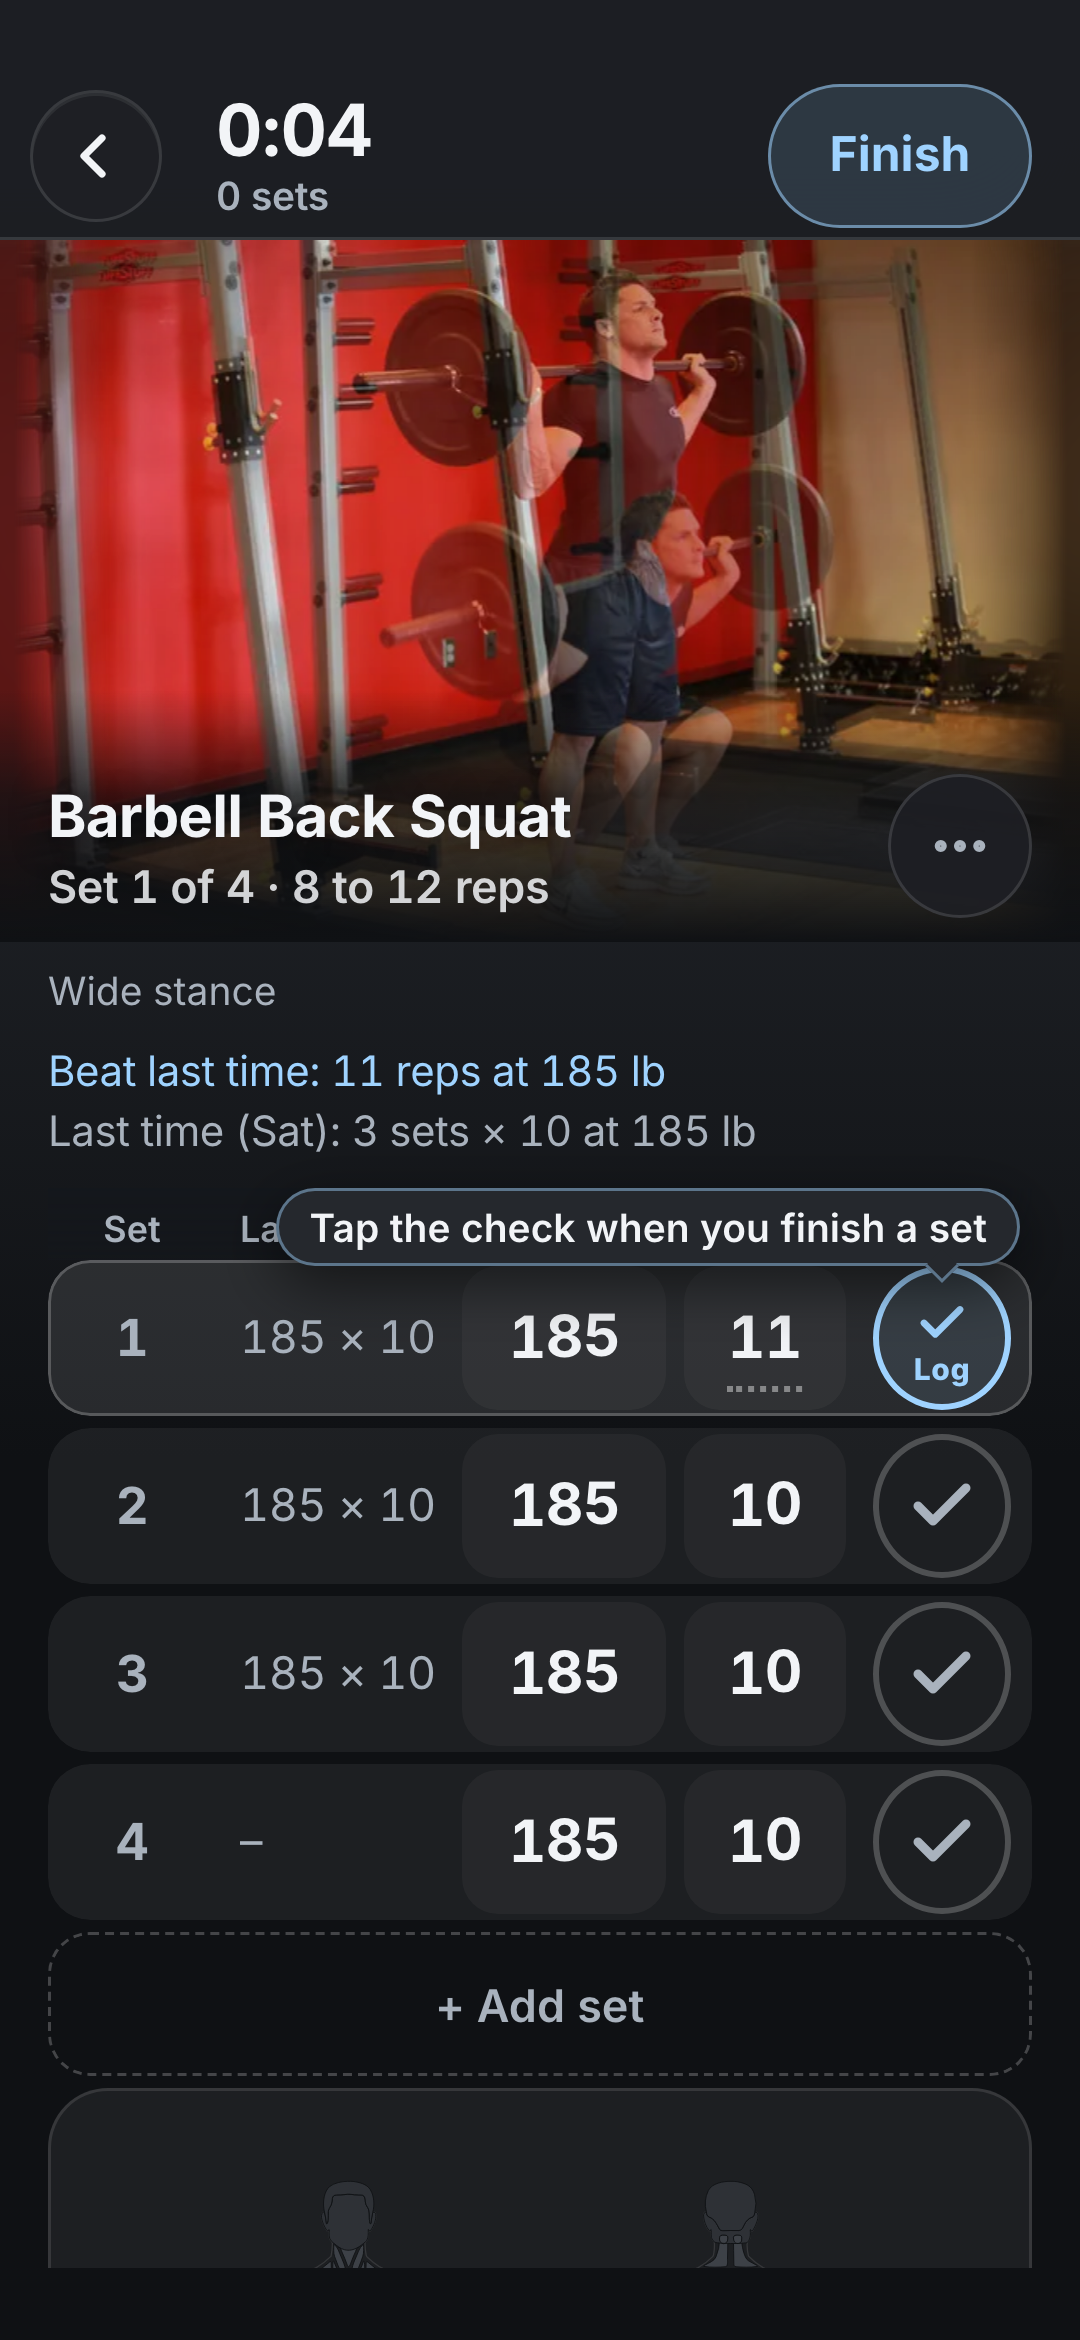 0:04
0 sets
Finish
Barbell Back Squat
Set 1 of 4 · 8 to 12 reps
Wide stance
Beat last time: 11 reps at 185 lb
Last time (Sat): 3 sets × 10 at 185 lb
Tap the check when you finish a set
Set
1 185 × 10 185 11 Log
2 185 × 10 185 10
3 185 × 10 185 10
4 – 185 10
+ Add set